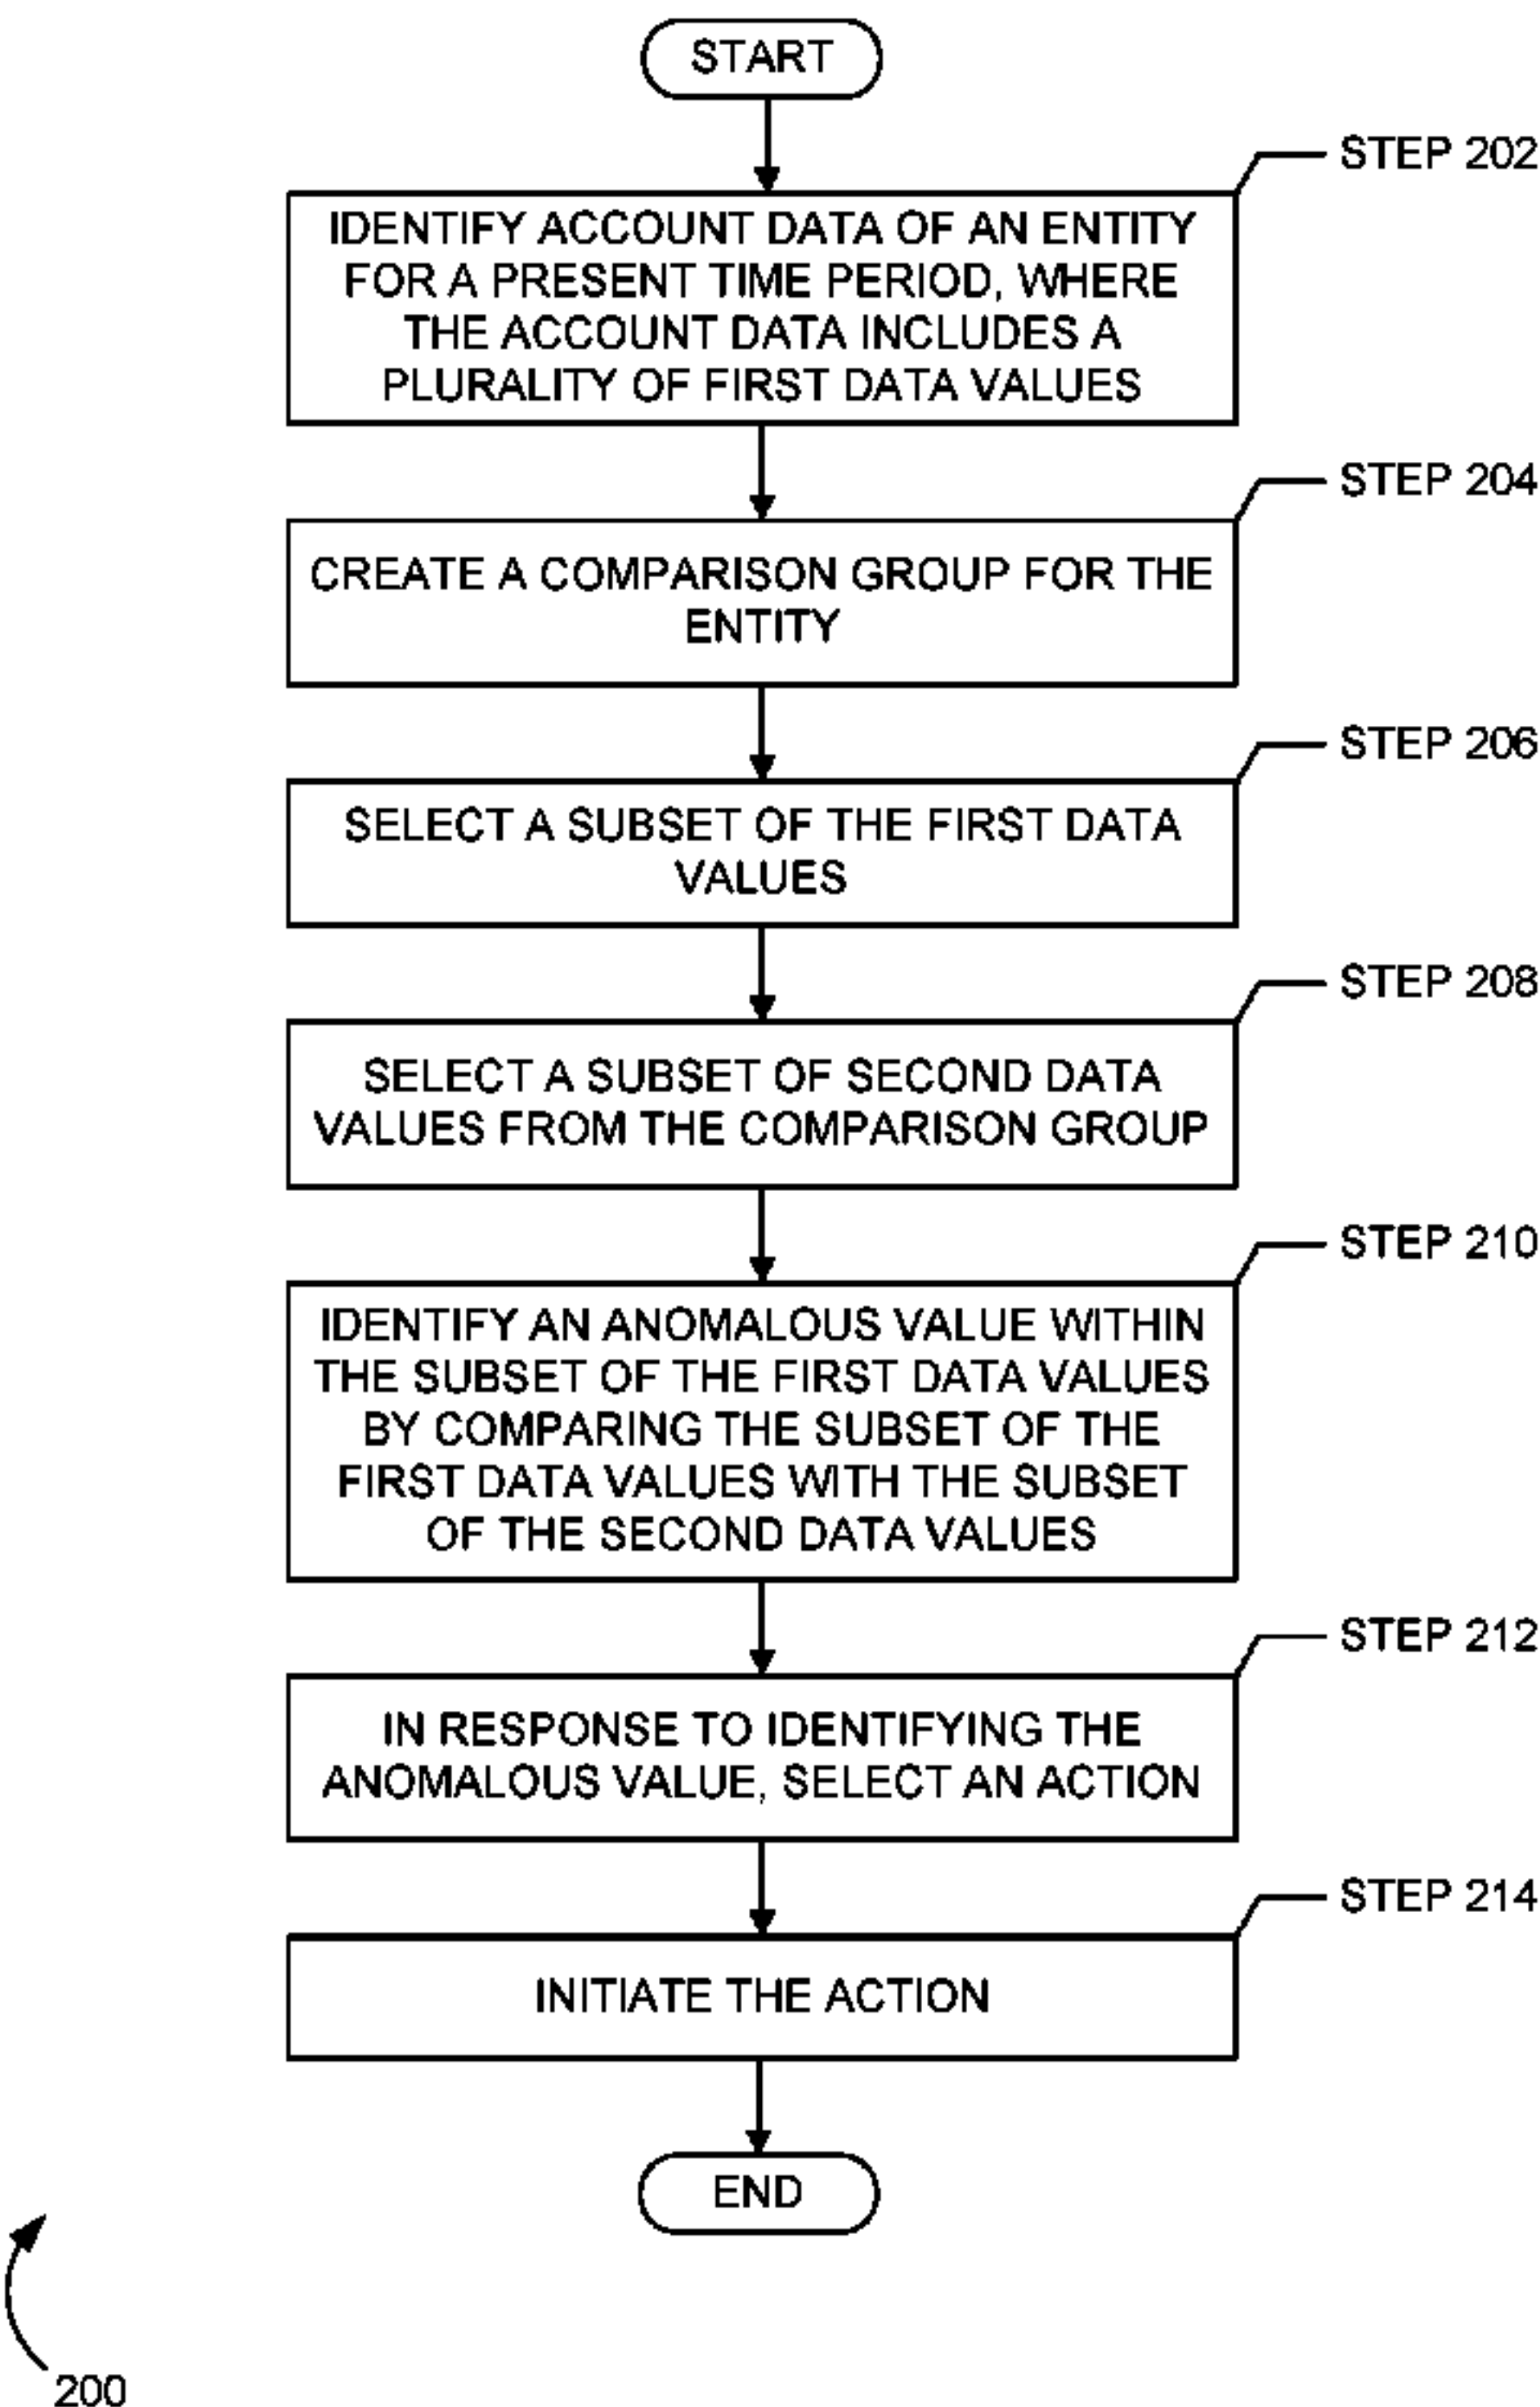 START
STEP 202
IDENTIFY ACCOUNT DATA OF AN ENTITY
FOR A PRESENT TIME PERIOD, WHERE
THE ACCOUNT DATA INCLUDES A
PLURALITY OF FIRST DATA VALUES
STEP 204
CREATE A COMPARISON GROUP FOR THE
ENTITY
STEP 206
SELECT A SUBSET OF THE FIRST DATA
VALUES
STEP 208
SELECT A SUBSET OF SECOND DATA
VALUES FROM THE COMPARISON GROUP
STEP 210
IDENTIFY AN ANOMALOUS VALUE WITHIN
THE SUBSET OF THE FIRST DATA VALUES
BY COMPARING THE SUBSET OF THE
FIRST DATA VALUES WITH THE SUBSET
OF THE SECOND DATA VALUES
STEP 212
IN RESPONSE TO IDENTIFYING THE
ANOMALOUS VALUE, SELECT AN ACTION
STEP 214
INITIATE THE ACTION
END
200